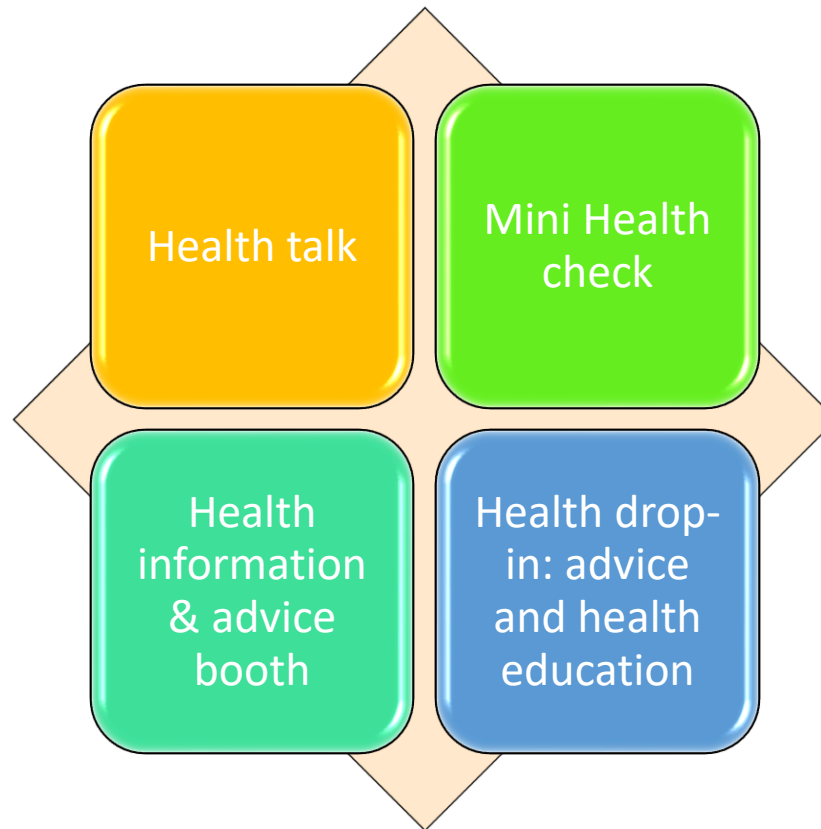 Health talk
Mini Health
check
Health
information
& advice
booth
Health drop-
in: advice
and health
education